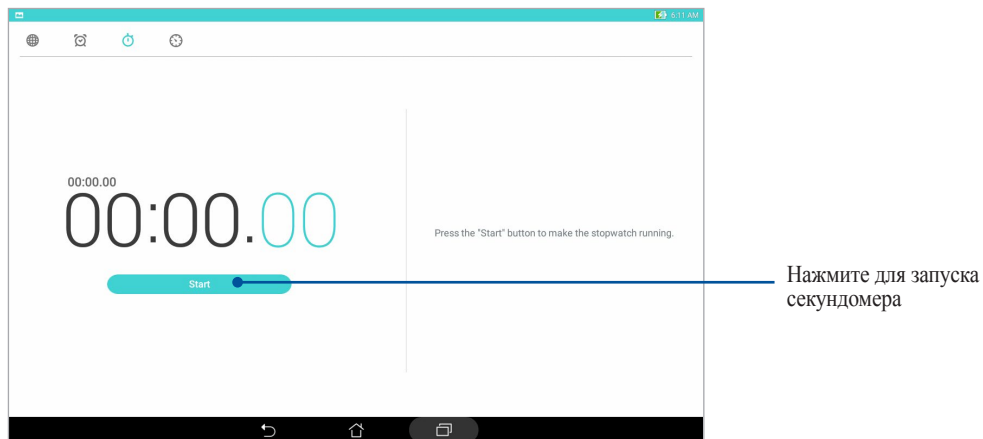 6:11 AM
00:00.00
00:00.00
Start
Press the "Start" button to make the stopwatch running.
Нажмите для запуска
секундомера